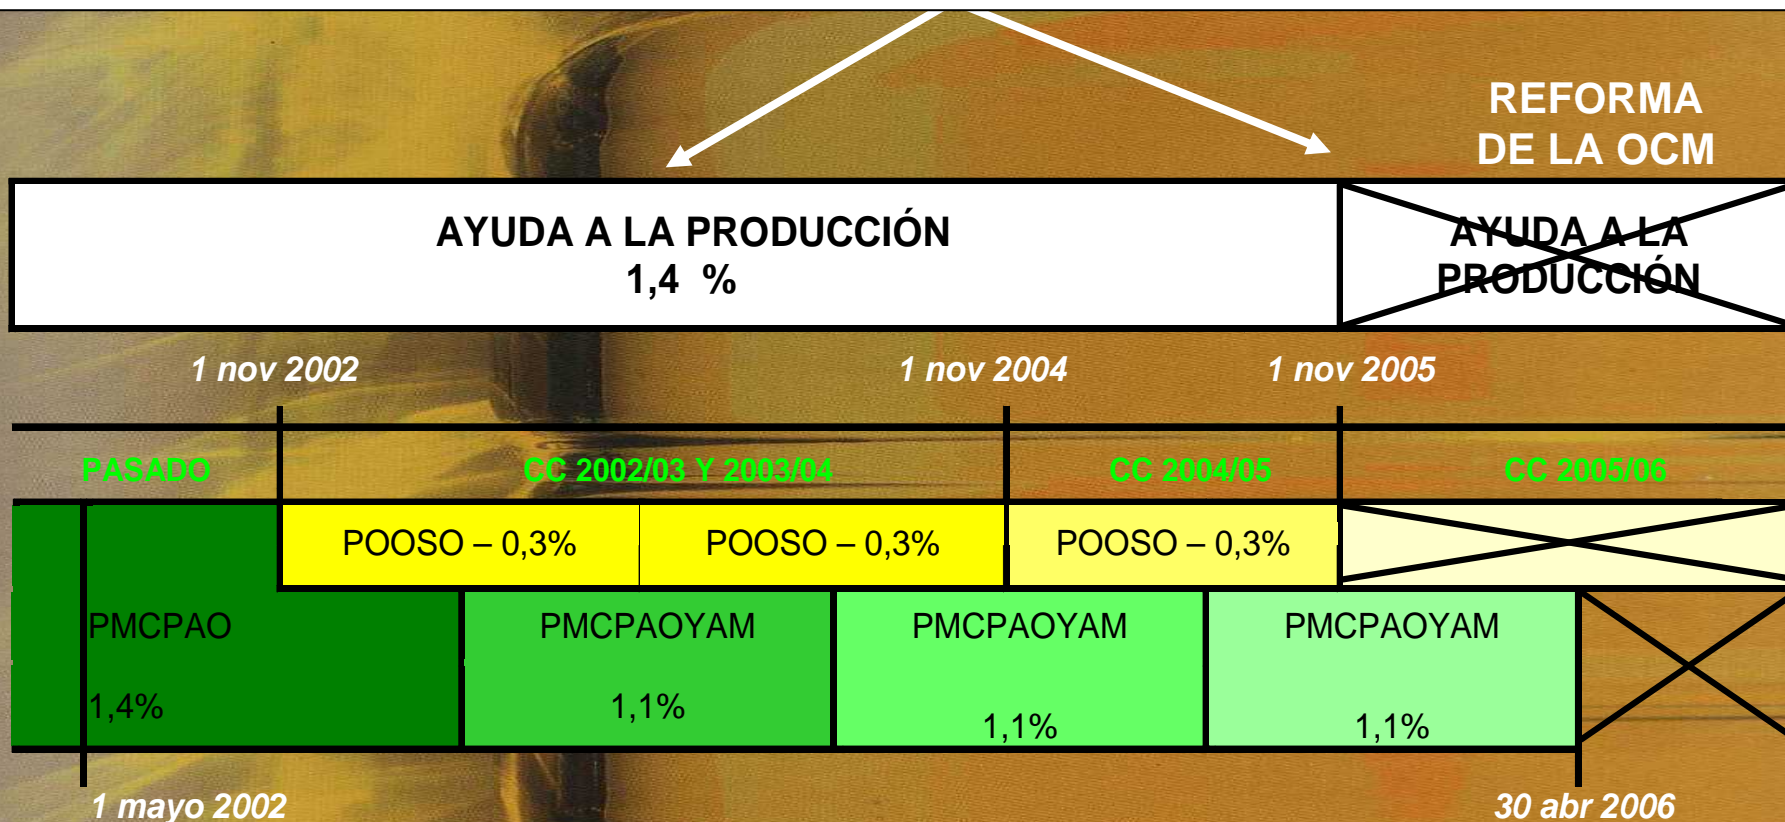 REFORMA
DE LA OCM
AYUDA A LA PRODUCCIÓN
1,4 %
AYUDA A LA
PRODUCCIÓN
1 nov 2002
1 nov 2004
1 nov 2005
PASADO
CC 2002/03 Y 2003/04
CC 2004/05
CC 2005/06
POOSO – 0,3%
POOSO – 0,3%
POOSO – 0,3%
PMCPAO
1,4%
PMCPAOYAM
1,1%
PMCPAOYAM
1,1%
PMCPAOYAM
1,1%
1 mayo 2002
30 abr 2006